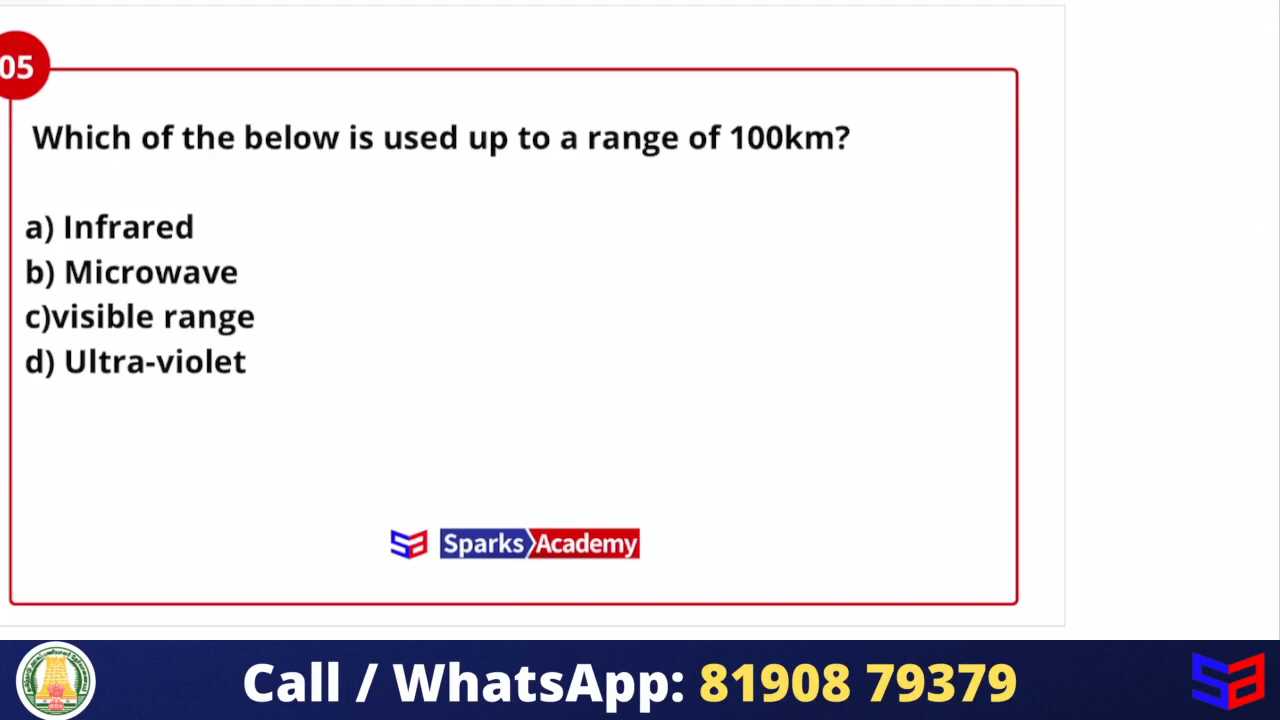 05
Which of the below is used up to a range of 100km?
a) Infrared
b) Microwave
c)visible range
d) Ultra-violet
Sparks Academy
Call / WhatsApp: 81908 79379